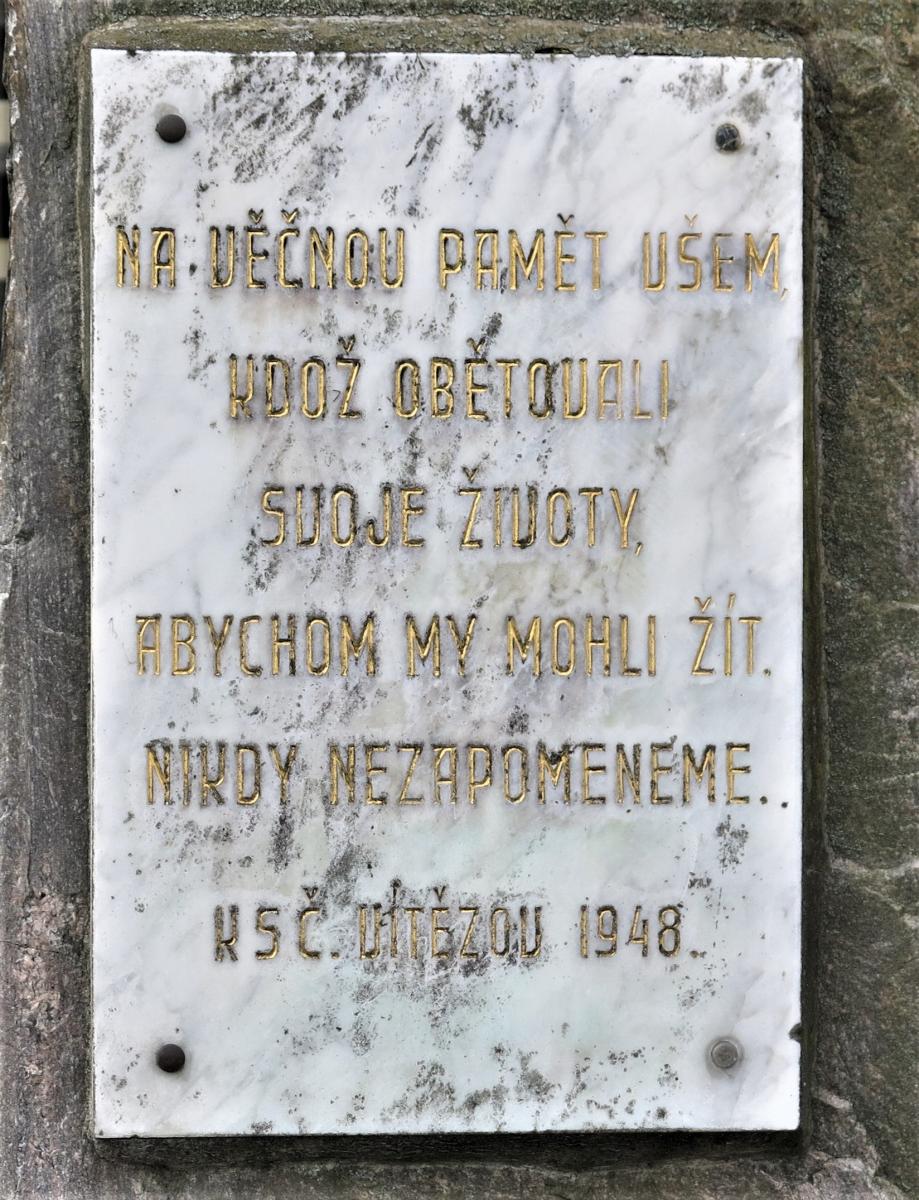 NA VĚČNOU PAMĚT VŠEM,
KDOŽ OBĚTOVALI
SVOJE ŽIVOTY,
ABYCHOM MY MOHLI ŽÍT.
NIKDY NEZAPOMENEME.
KSČ. VÍTĚZOV 1948.